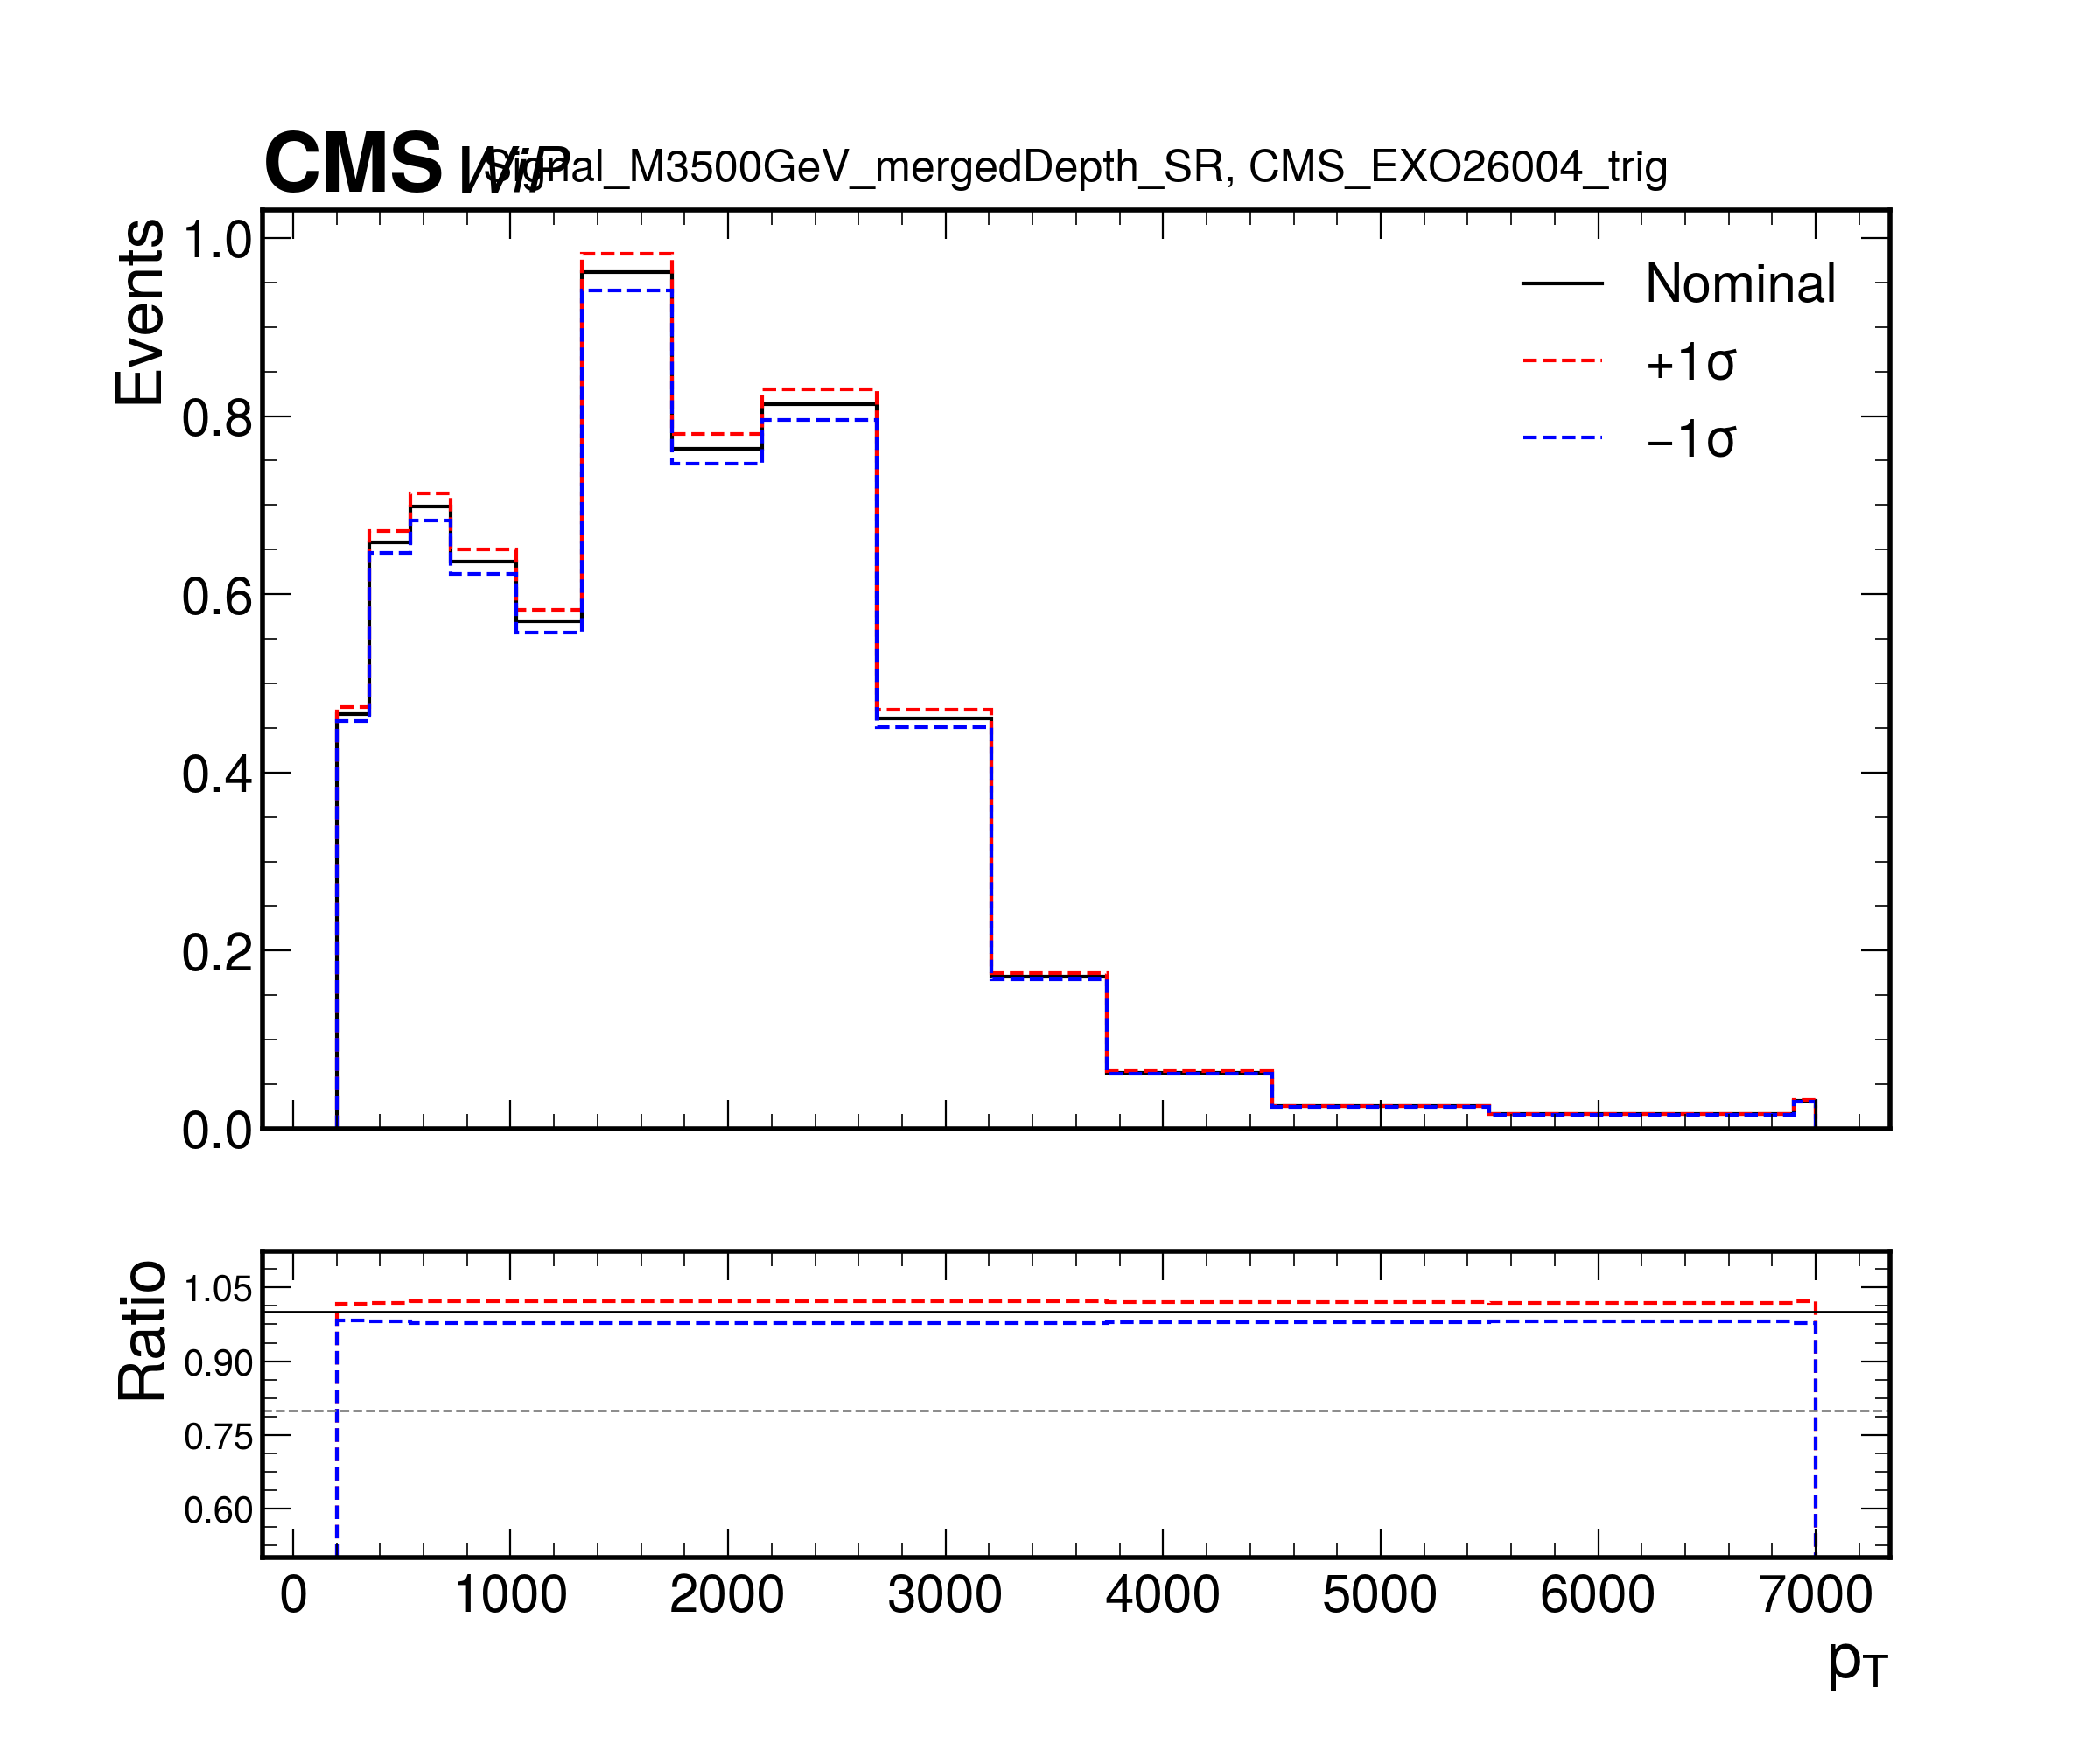 CMS WiP Signal_M3500GeV_mergedDepth_SR, CMS_EXO26004_trig
Events
1.0
0.8
0.6
0.4
0.2
0.0
Nominal
+1σ
−1σ
Ratio
1.05
0.90
0.75
0.60
0 1000 2000 3000 4000 5000 6000 7000
pT